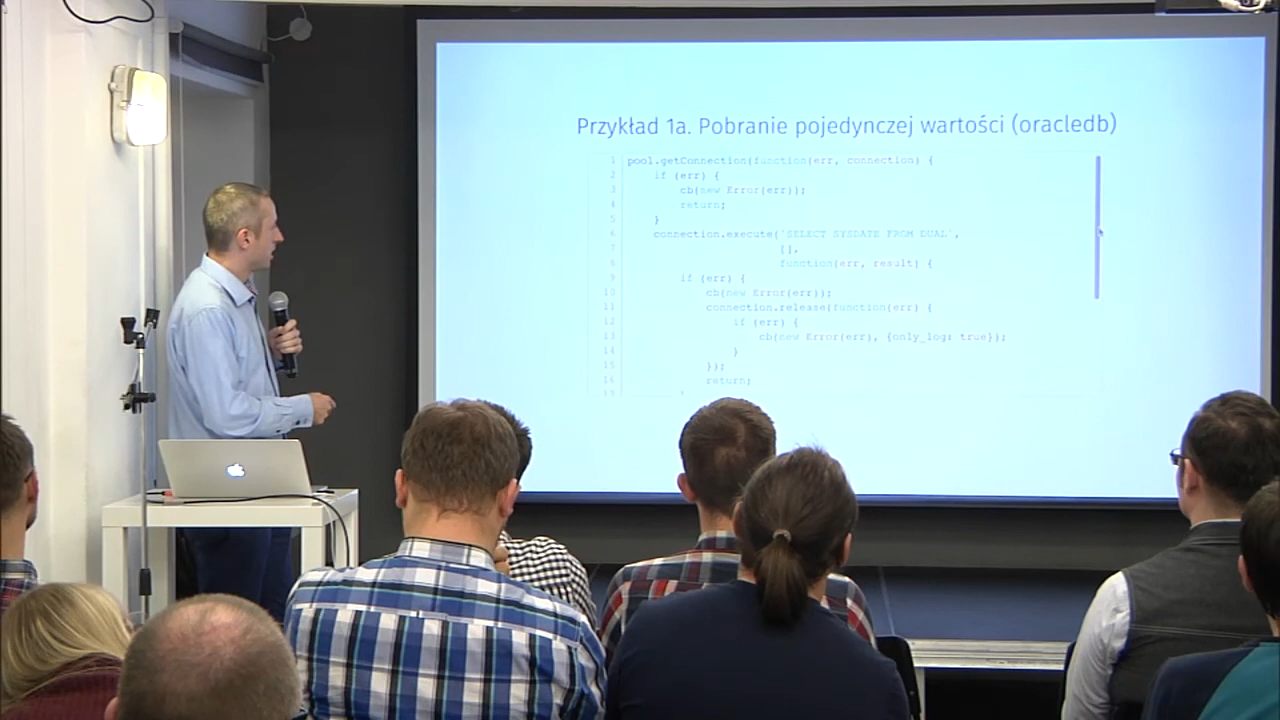 Przykład 1a. Pobranie pojedynczej wartości (oracledb)
1 pool.getConnection(function(err, connection) {
2 if (err) {
3 cb(new Error(err));
4 return;
5 }
6 connection.execute('SELECT SYSDATE FROM DUAL',
7 [],
8 function(err, result) {
9 if (err) {
10 cb(new Error(err));
11 connection.release(function(err) {
12 if (err) {
13 cb(new Error(err), {only_log: true});
14 }
15 });
16 return;
17 }